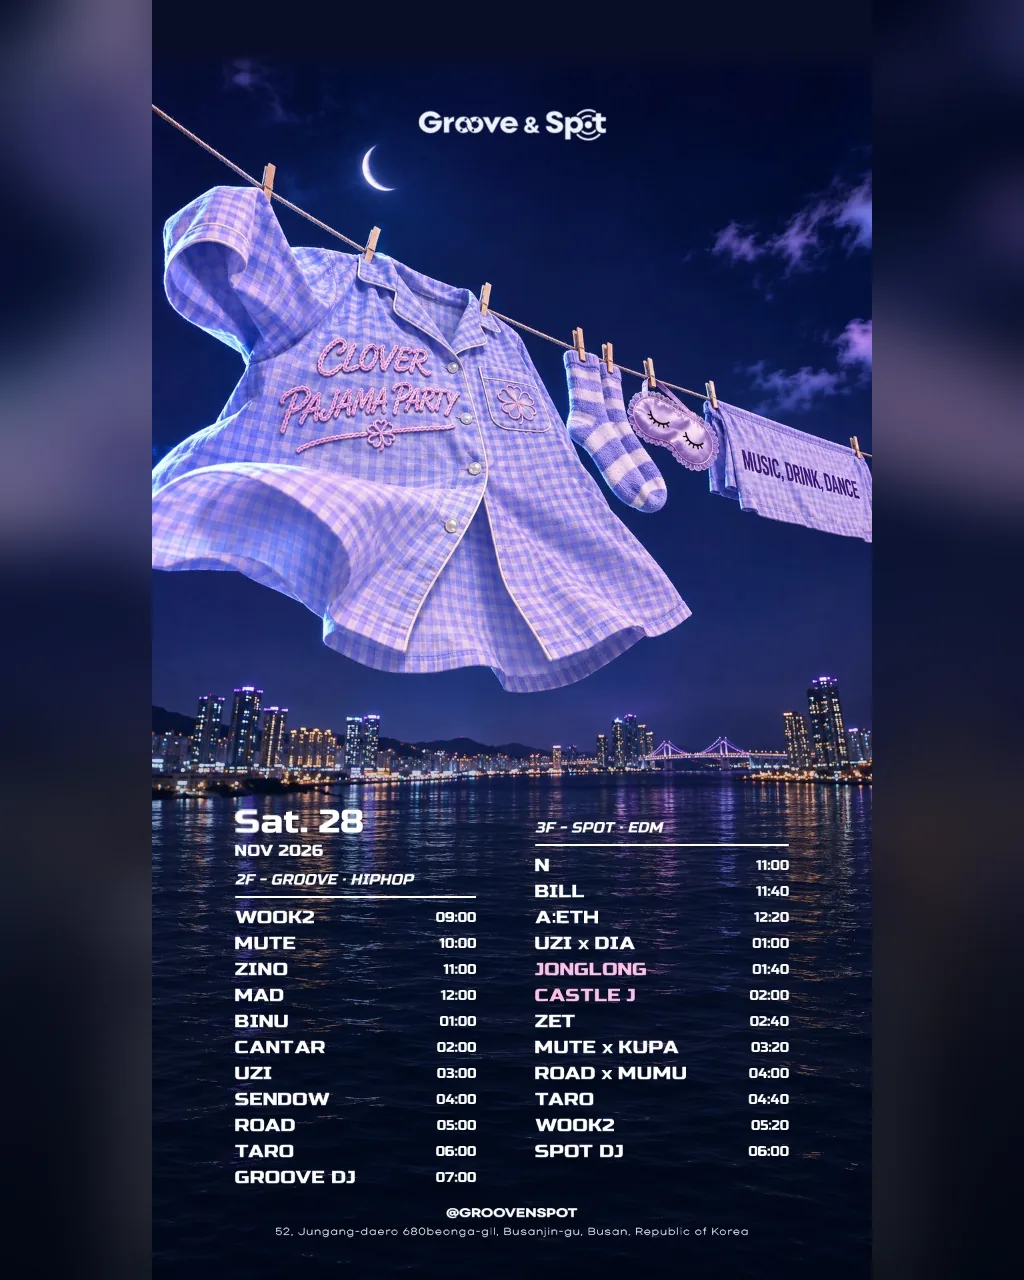 Groove & Spot
CLOVER
PAJAMA PARTY
MUSIC, DRINK, DANCE
Sat. 28
NOV 2026
2F - GROOVE · HIPHOP
WOOK2 09:00
MUTE 10:00
ZINO 11:00
MAD 12:00
BINU 01:00
CANTAR 02:00
UZI 03:00
SENDOW 04:00
ROAD 05:00
TARO 06:00
GROOVE DJ 07:00
3F - SPOT · EDM
N 11:00
BILL 11:40
A:ETH 12:20
UZI x DIA 01:00
JONGLONG 01:40
CASTLE J 02:00
ZET 02:40
MUTE x KUPA 03:20
ROAD x MUMU 04:00
TARO 04:40
WOOK2 05:20
SPOT DJ 06:00
@GROOVENSPOT
52, Jungang-daero 680beonga-gil, Busanjin-gu, Busan, Republic of Korea